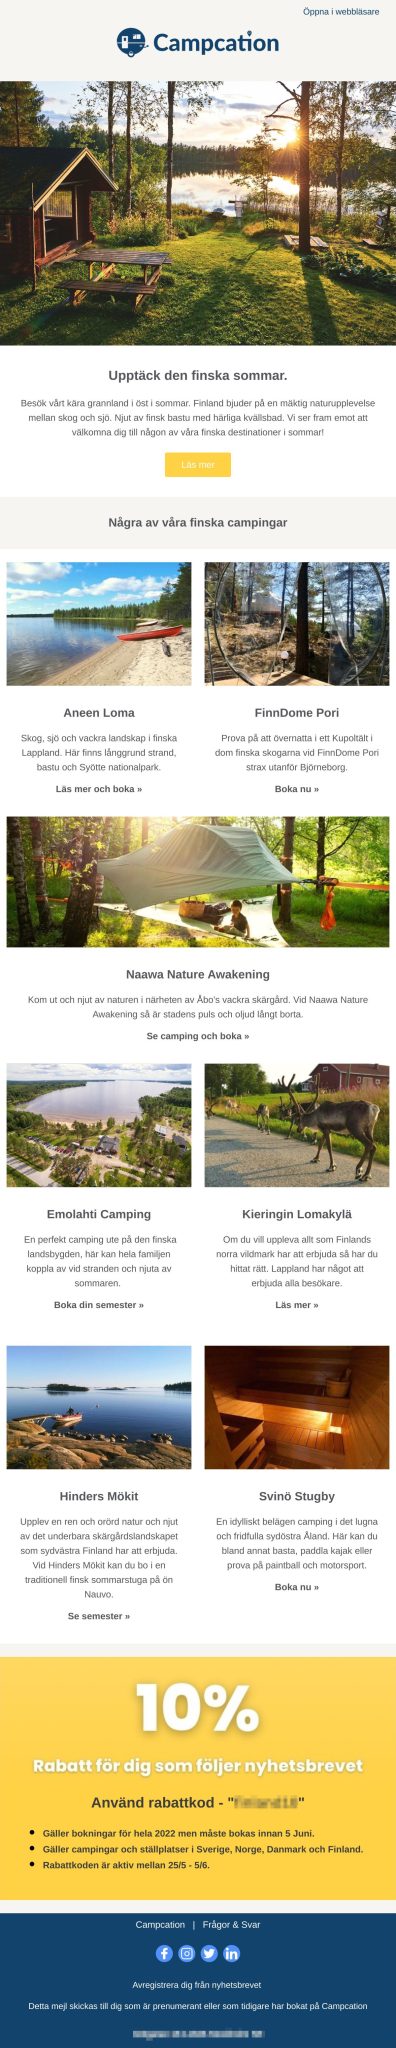 Öppna i webbläsare
Campcation
Upptäck den finska sommar.
Besök vårt kära grannland i öst i sommar. Finland bjuder på en mäktig naturupplevelse
mellan skog och sjö. Njut av finsk bastu med härliga kvällsbad. Vi ser fram emot att
välkomna dig till någon av våra finska destinationer i sommar!
Läs mer
Några av våra finska campingar
Aneen Loma
Skog, sjö och vackra landskap i finska
Lappland. Här finns långgrund strand,
bastu och Syötte nationalpark.
Läs mer och boka »
FinnDome Pori
Prova på att övernatta i ett Kupoltält i
dom finska skogarna vid FinnDome Pori
strax utanför Björneborg.
Boka nu »
Naawa Nature Awakening
Kom ut och njut av naturen i närheten av Åbo's vackra skärgård. Vid Naawa Nature
Awakening så är stadens puls och oljud långt borta.
Se camping och boka »
Emolahti Camping
En perfekt camping ute på den finska
landsbygden, här kan hela familjen
koppla av vid stranden och njuta av
sommaren.
Boka din semester »
Kieringin Lomakylä
Om du vill uppleva allt som Finlands
norra vildmark har att erbjuda så har du
hittat rätt. Lappland har något att
erbjuda alla besökare.
Läs mer »
Hinders Mökit
Upplev en ren och orörd natur och njut
av det underbara skärgårdslandskapet
som sydvästra Finland har att erbjuda.
Vid Hinders Mökit kan du bo i en
traditionell finsk sommarstuga på ön
Nauvo.
Se semester »
Svinö Stugby
En idylliskt belägen camping i det lugna
och fridfulla sydöstra Åland. Här kan du
bland annat basta, paddla kajak eller
prova på paintball och motorsport.
Boka nu »
10%
Rabatt för dig som följer nyhetsbrevet
Använd rabattkod - " "
Gäller bokningar för hela 2022 men måste bokas innan 5 Juni.
Gäller campingar och ställplatser i Sverige, Norge, Danmark och Finland.
Rabattkoden är aktiv mellan 25/5 - 5/6.
Campcation | Frågor & Svar
Avregistrera dig från nyhetsbrevet
Detta mejl skickas till dig som är prenumerant eller som tidigare har bokat på Campcation